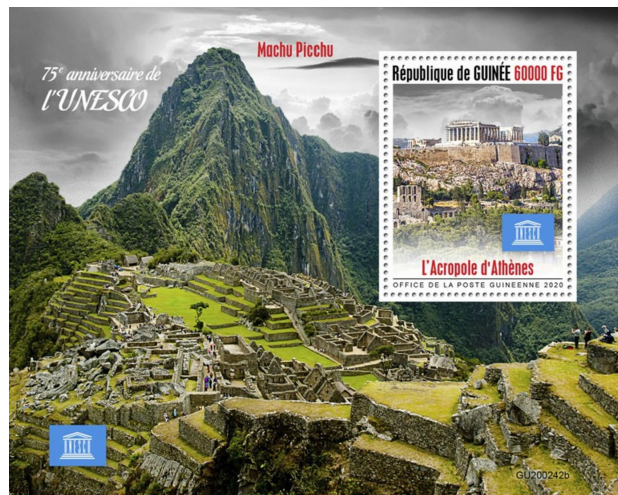 75e anniversaire de
l'UNESCO
Machu Picchu
République de GUINÉE 60000 FG
L'Acropole d'Athènes
OFFICE DE LA POSTE GUINEENNE 2020
GU200242b